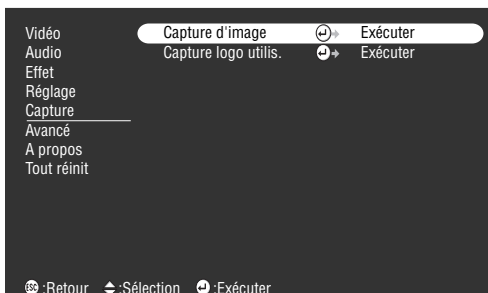 Vidéo
Audio
Effet
Réglage
Capture
Avancé
A propos
Tout réinit
Capture d'image Exécuter
Capture logo utilis. Exécuter
ESC :Retour :Sélection :Exécuter